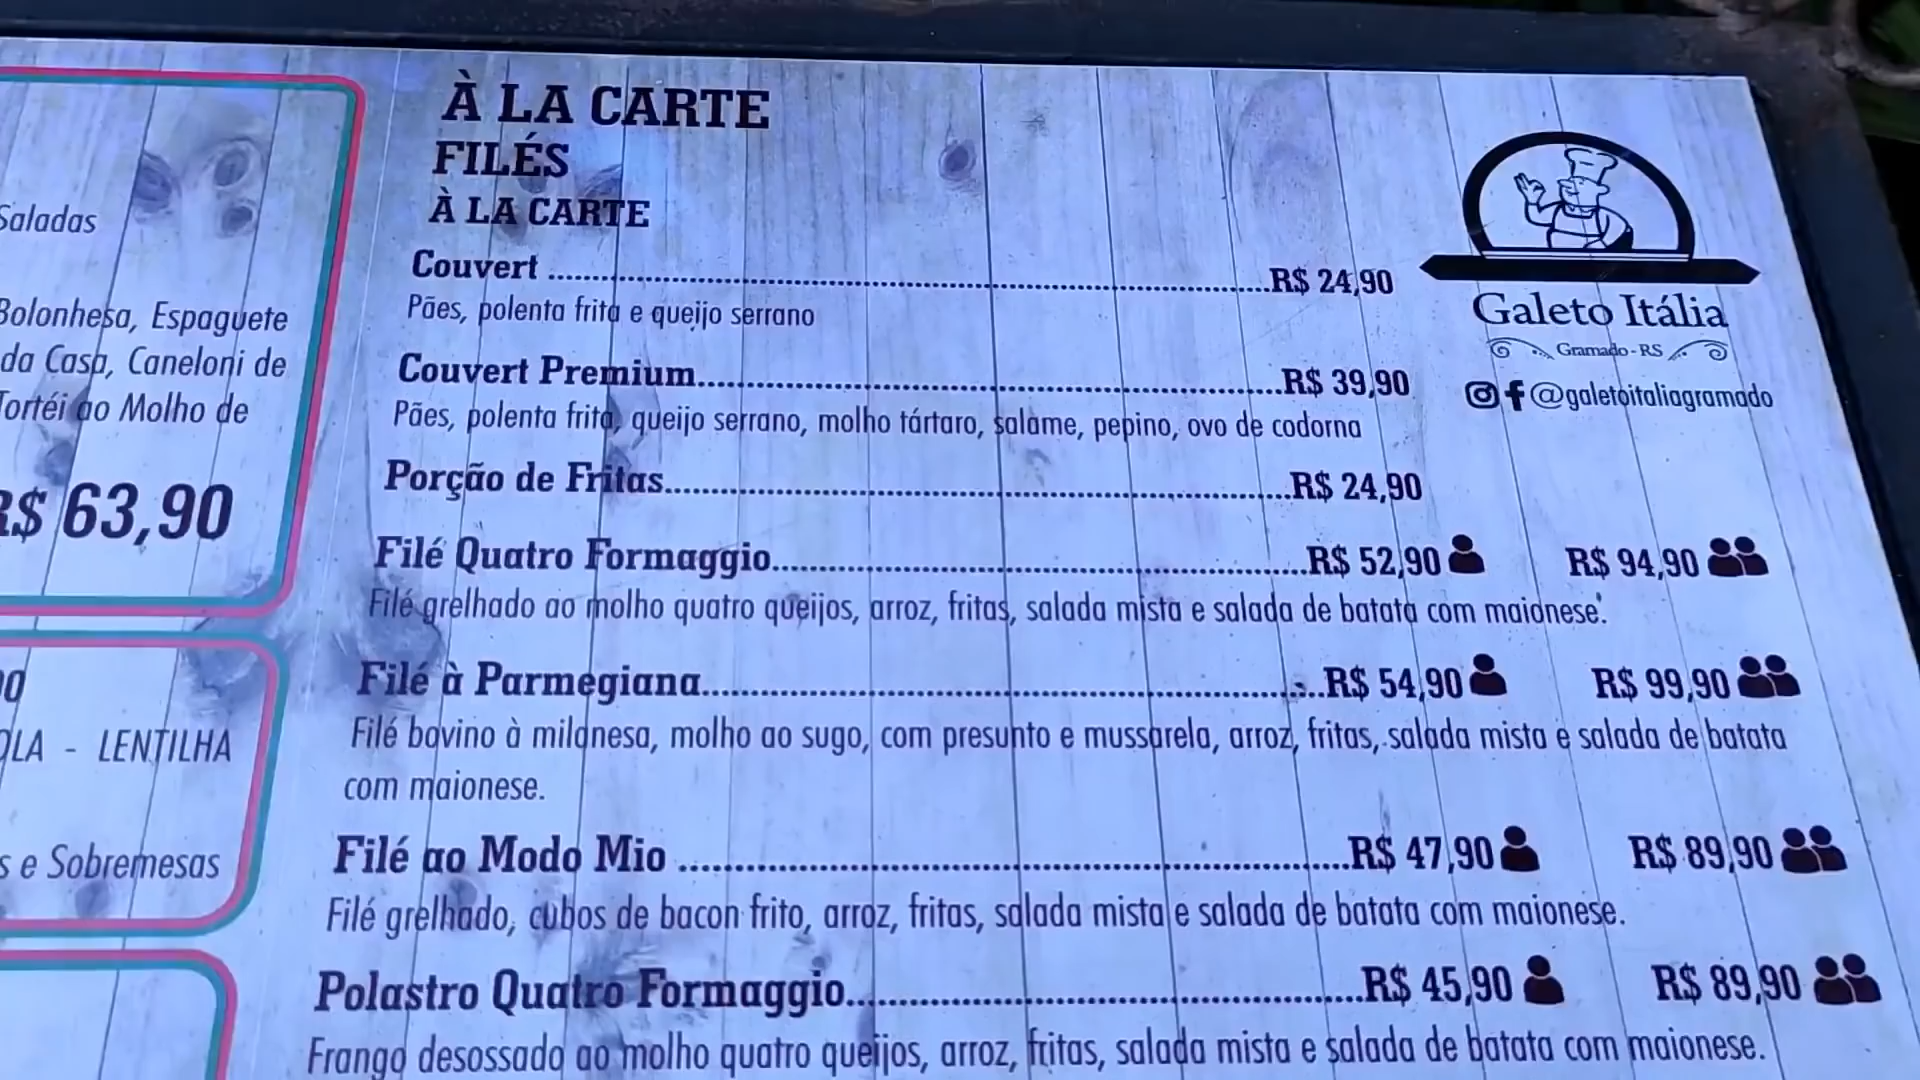 Saladas
Bolonhesa, Espaguete
da Casa, Caneloni de
Tortéi ao Molho de
R$ 63,90
LENTILHA
s e Sobremesas
À LA CARTE
FILÉS
À LA CARTE
Couvert ........ R$ 24,90
Pães, polenta frita e queijo serrano
Couvert Premium........ R$ 39,90
Pães, polenta frita, queijo serrano, molho tártaro, salame, pepino, ovo de codorna
Porção de Fritas........ R$ 24,90
Filé Quatro Formaggio........ R$ 52,90 R$ 94,90
Filé grelhado ao molho quatro queijos, arroz, fritas, salada mista e salada de batata com maionese.
Filé à Parmegiana........ R$ 54,90 R$ 99,90
Filé bovino à milanesa, molho ao sugo, com presunto e mussarela, arroz, fritas, salada mista e salada de batata
com maionese.
Filé ao Modo Mio ........ R$ 47,90 R$ 89,90
Filé grelhado, cubos de bacon frito, arroz, fritas, salada mista e salada de batata com maionese.
Polastro Quatro Formaggio........ R$ 45,90 R$ 89,90
Frango desossado ao molho quatro queijos, arroz, fritas, salada mista e salada de batata com maionese.
Galeto Itália
Gramado - RS
@galetoitaliagramado